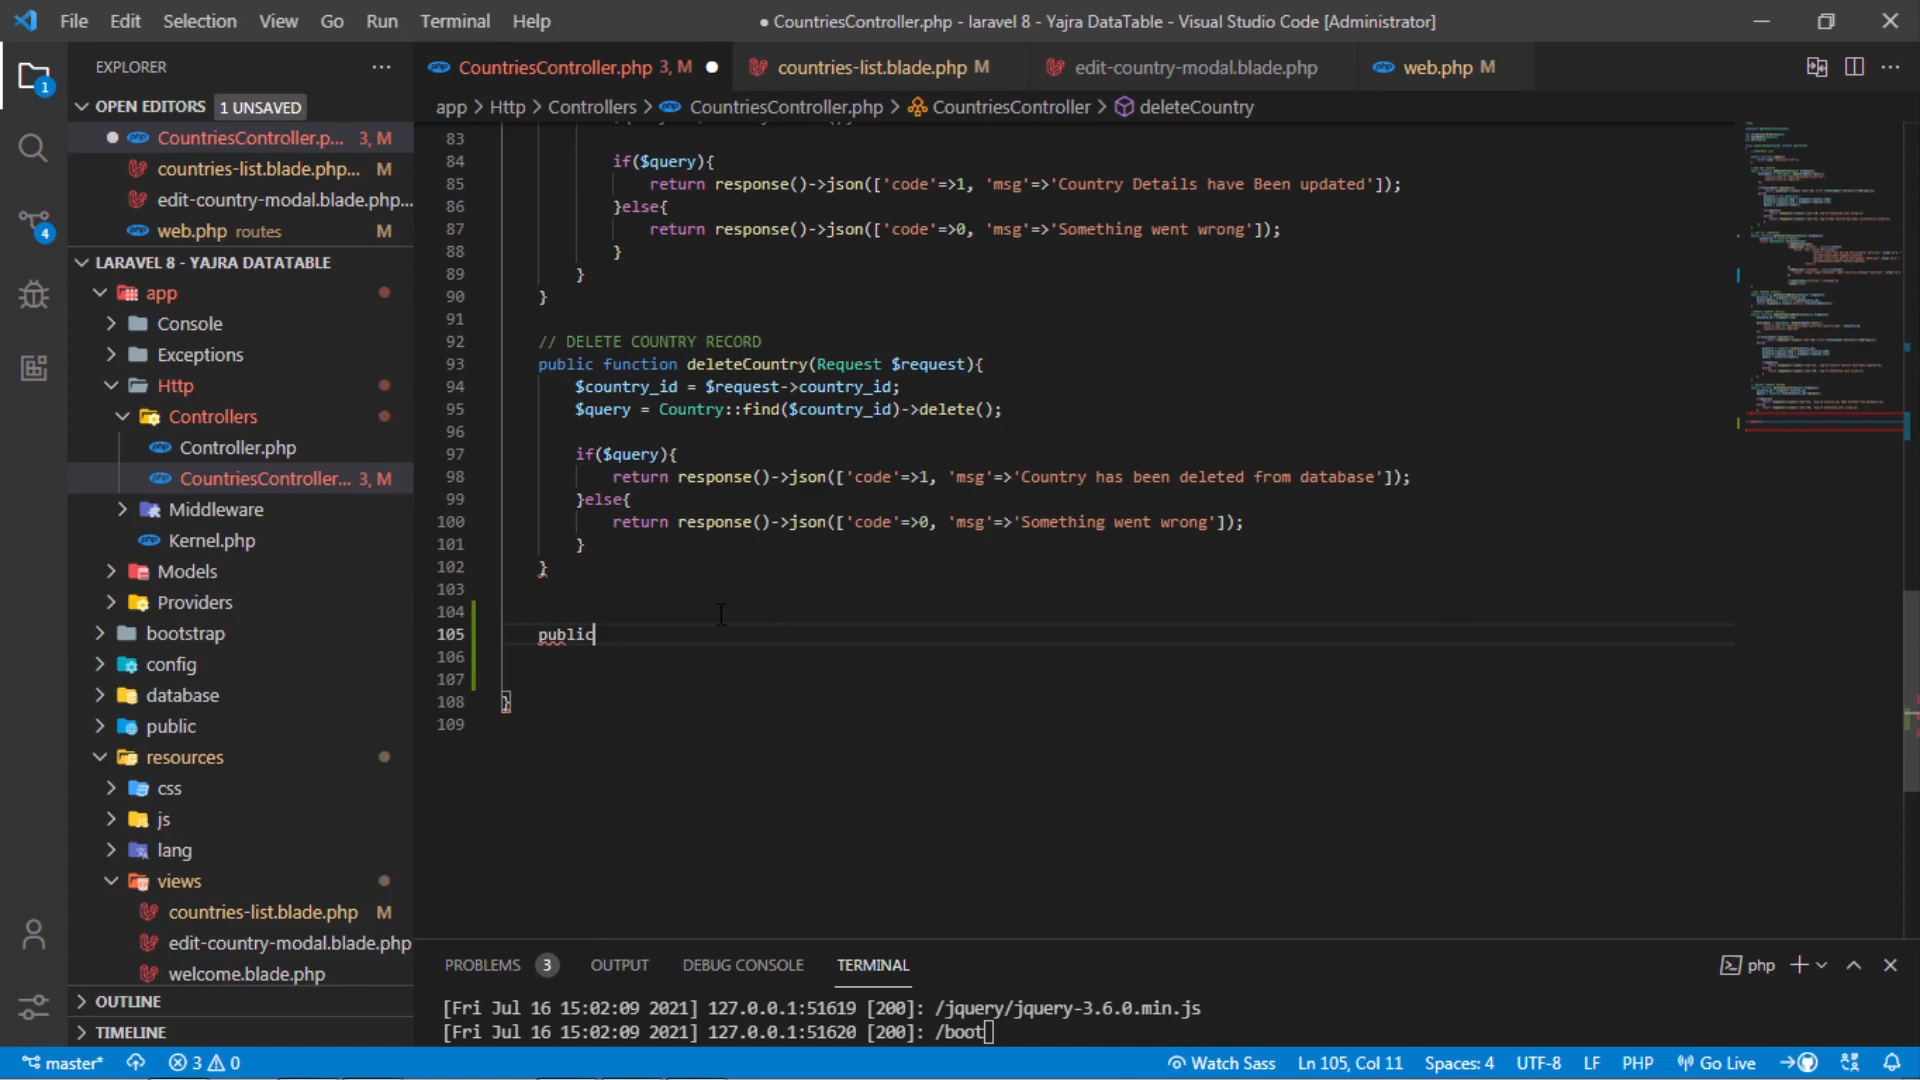 File Edit Selection View Go Run Terminal Help
● CountriesController.php - laravel 8 - Yajra DataTable - Visual Studio Code [Administrator]
EXPLORER
OPEN EDITORS 1 UNSAVED
CountriesController.p... 3, M
countries-list.blade.php... M
edit-country-modal.blade.php...
web.php routes M
LARAVEL 8 - YAJRA DATATABLE
app
Console
Exceptions
Http
Controllers
Controller.php
CountriesController... 3, M
Middleware
Kernel.php
Models
Providers
bootstrap
config
database
public
resources
css
js
lang
views
countries-list.blade.php M
edit-country-modal.blade.php
welcome.blade.php
OUTLINE
TIMELINE
1
4
CountriesController.php 3, M
countries-list.blade.php M
edit-country-modal.blade.php
web.php M
app > Http > Controllers > CountriesController.php > CountriesController > deleteCountry
83
84 if($query){
85 return response()->json(['code'=>1, 'msg'=>'Country Details have Been updated']);
86 }else{
87 return response()->json(['code'=>0, 'msg'=>'Something went wrong']);
88 }
89 }
90 }
91
92 // DELETE COUNTRY RECORD
93 public function deleteCountry(Request $request){
94 $country_id = $request->country_id;
95 $query = Country::find($country_id)->delete();
96
97 if($query){
98 return response()->json(['code'=>1, 'msg'=>'Country has been deleted from database']);
99 }else{
100 return response()->json(['code'=>0, 'msg'=>'Something went wrong']);
101 }
102 }
103
104
105 public
106
107
108 }
109
PROBLEMS 3 OUTPUT DEBUG CONSOLE TERMINAL
php
[Fri Jul 16 15:02:09 2021] 127.0.0.1:51619 [200]: /jquery/jquery-3.6.0.min.js
[Fri Jul 16 15:02:09 2021] 127.0.0.1:51620 [200]: /boot
master* 3 0 Watch Sass Ln 105, Col 11 Spaces: 4 UTF-8 LF PHP Go Live